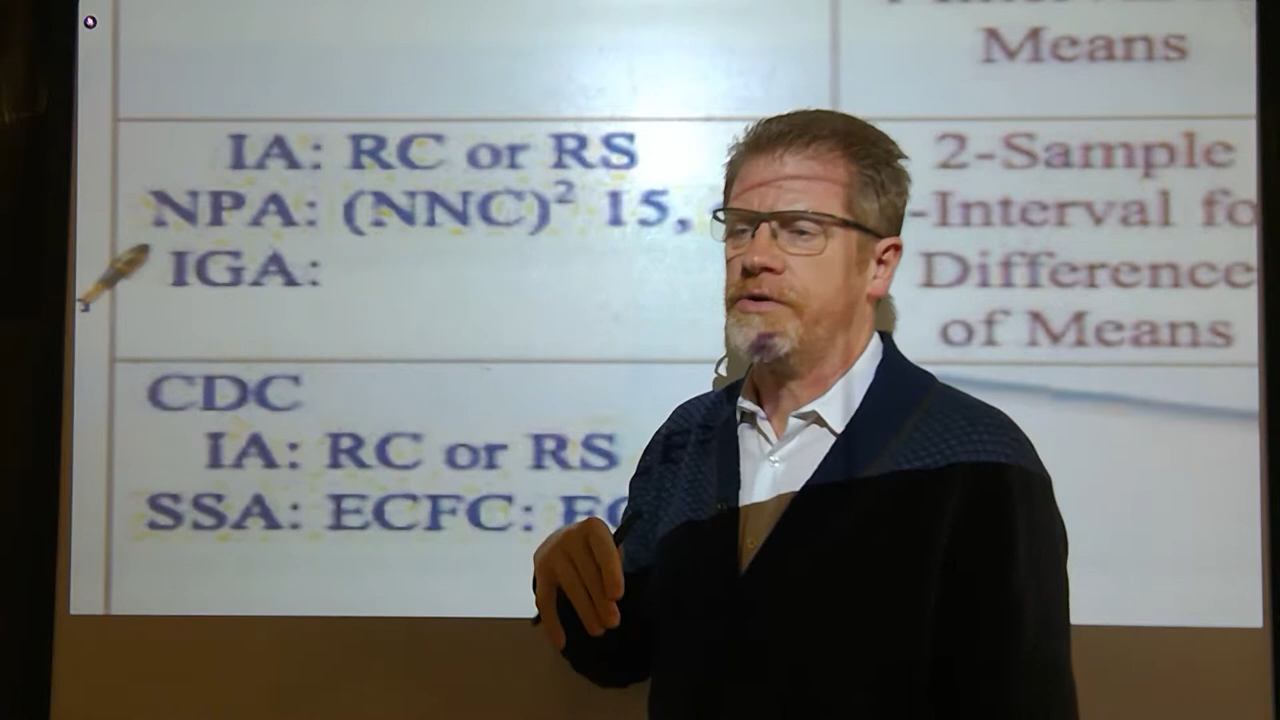 Means
IA: RC or RS
NPA: (NNC)² 15,
IGA:
2-Sample
-Interval fo
Difference
of Means
CDC
IA: RC or RS
SSA: ECFC: